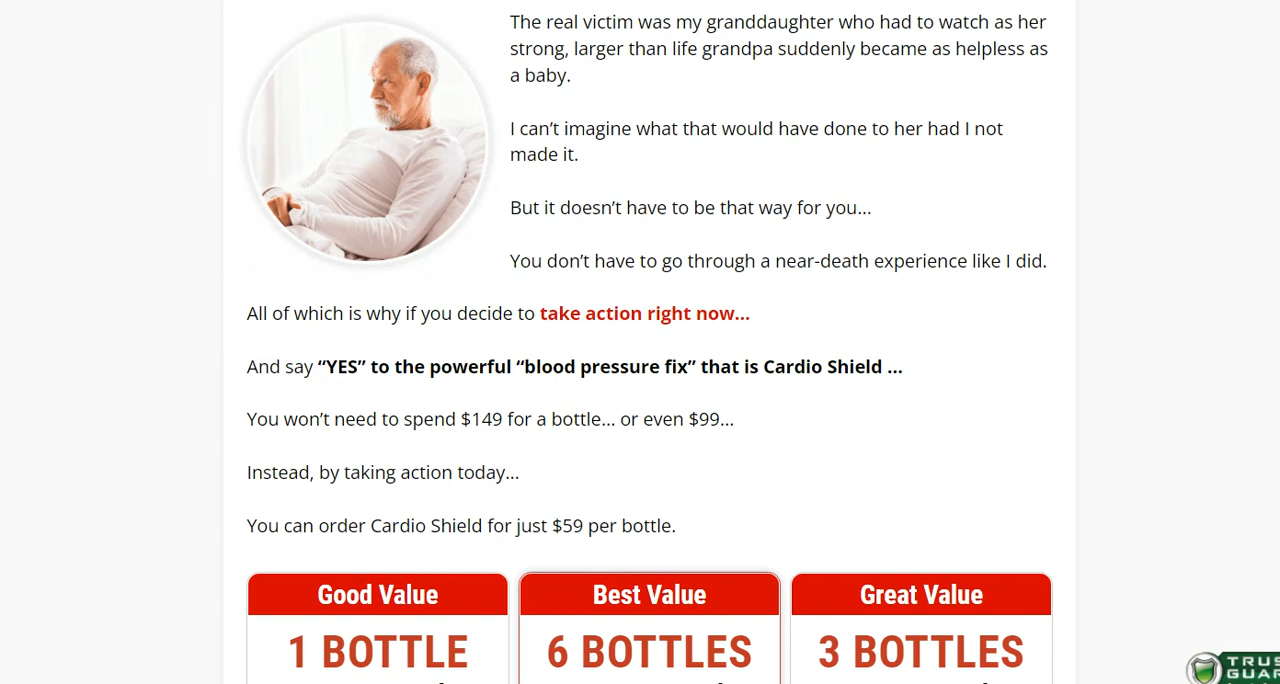 The real victim was my granddaughter who had to watch as her
strong, larger than life grandpa suddenly became as helpless as
a baby.
I can’t imagine what that would have done to her had I not
made it.
But it doesn’t have to be that way for you...
You don’t have to go through a near-death experience like I did.
All of which is why if you decide to take action right now...
And say “YES” to the powerful “blood pressure fix” that is Cardio Shield ...
You won’t need to spend $149 for a bottle... or even $99...
Instead, by taking action today...
You can order Cardio Shield for just $59 per bottle.
Good Value
Best Value
Great Value
1 BOTTLE
6 BOTTLES
3 BOTTLES